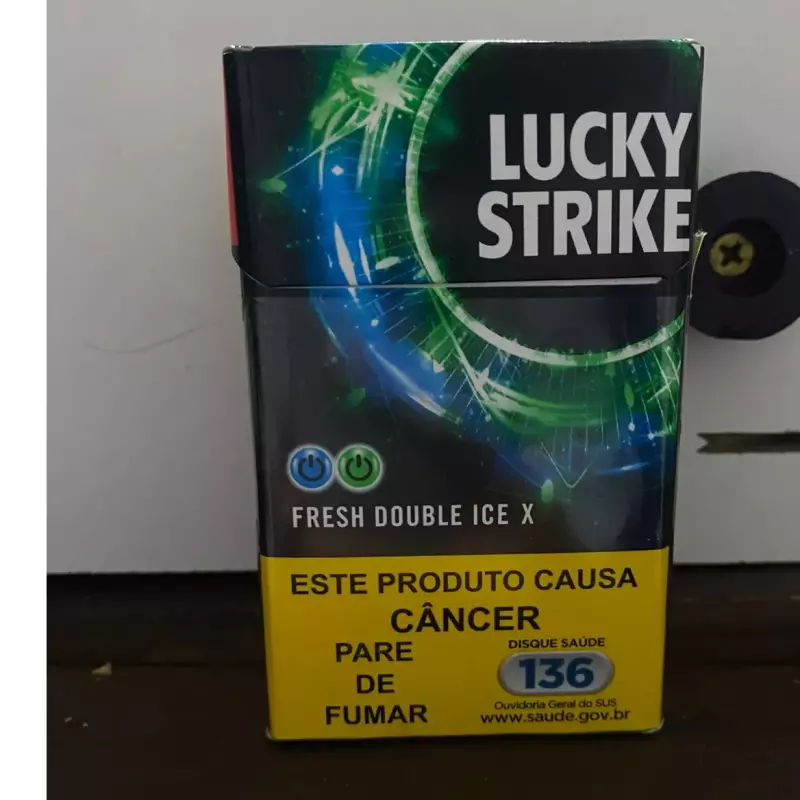 LUCKY
STRIKE
FRESH DOUBLE ICE X
ESTE PRODUTO CAUSA
CÂNCER
PARE
DE
FUMAR
DISQUE SAÚDE
136
Ouvidoria Geral do SUS
www.saude.gov.br